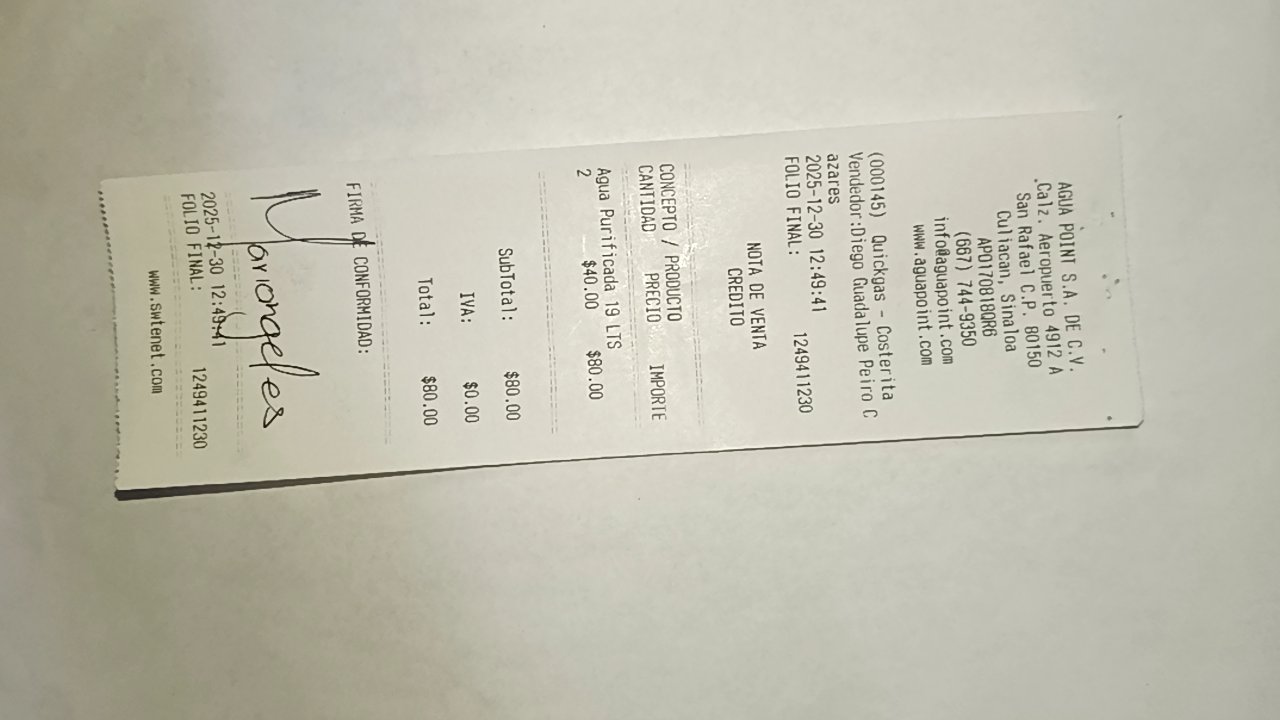 AGUA POINT S.A. DE C.V.
Calz. Aeropuerto 4912 A
San Rafael C.P. 80150
Culiacan, Sinaloa
APO170818QR6
(667) 744-9350
info@aguapoint.com
www.aguapoint.com
(000145) Quickgas - Costerita
Vendedor:Diego Guadalupe Peiro C
azares
2025-12-30 12:49:41
FOLIO FINAL: 1249411230
NOTA DE VENTA
CREDITO
CONCEPTO / PRODUCTO
CANTIDAD PRECIO IMPORTE
Agua Purificada 19 LTS
2 $40.00 $80.00
SubTotal: $80.00
IVA: $0.00
Total: $80.00
FIRMA DE CONFORMIDAD:
Mariangeles
2025-12-30 12:49:41
FOLIO FINAL: 1249411230
www.swtenet.com